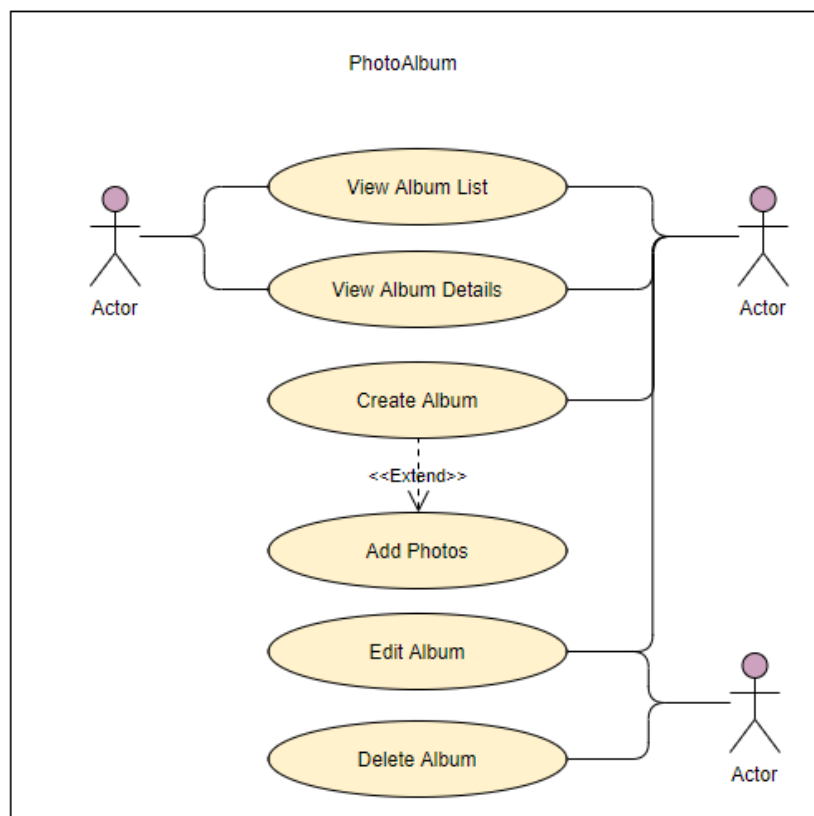 PhotoAlbum
View Album List
View Album Details
Actor
Actor
Create Album
<<Extend>>
Add Photos
Edit Album
Delete Album
Actor